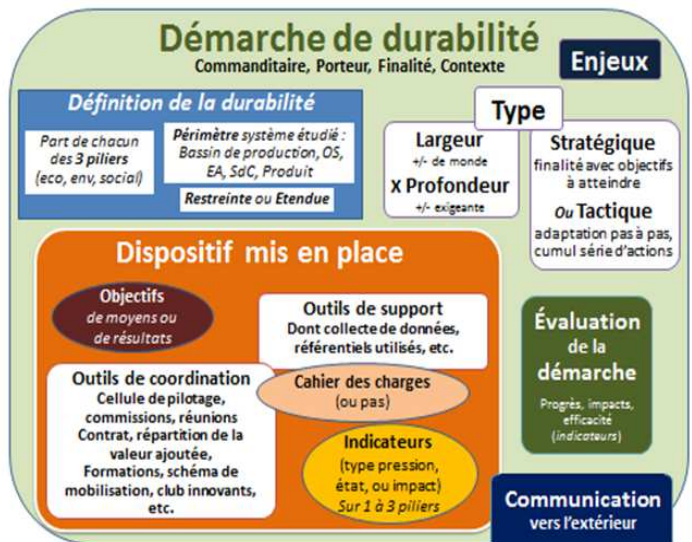 Démarche de durabilité
Commanditaire, Porteur, Finalité, Contexte
Enjeux
Définition de la durabilité
Part de chacun
des 3 piliers
(eco, env, social)
Périmètre système étudié :
Bassin de production, OS,
EA, SdC, Produit
Restreinte ou Etendue
Type
Largeur
+/- de monde
X Profondeur
+/- exigeante
Stratégique
finalité avec objectifs
à atteindre
Ou Tactique
adaptation pas à pas,
cumul série d'actions
Dispositif mis en place
Objectifs
de moyens ou
de résultats
Outils de support
Dont collecte de données,
référentiels utilisés, etc.
Outils de coordination
Cellule de pilotage,
commissions, réunions
Contrat, répartition de la
valeur ajoutée,
Formations, schéma de
mobilisation, club innovants,
etc.
Cahier des charges
(ou pas)
Indicateurs
(type pression,
état, ou impact)
Sur 1 à 3 piliers
Évaluation
de la
démarche
Progrès, impacts,
efficacité
(indicateurs)
Communication
vers l'extérieur